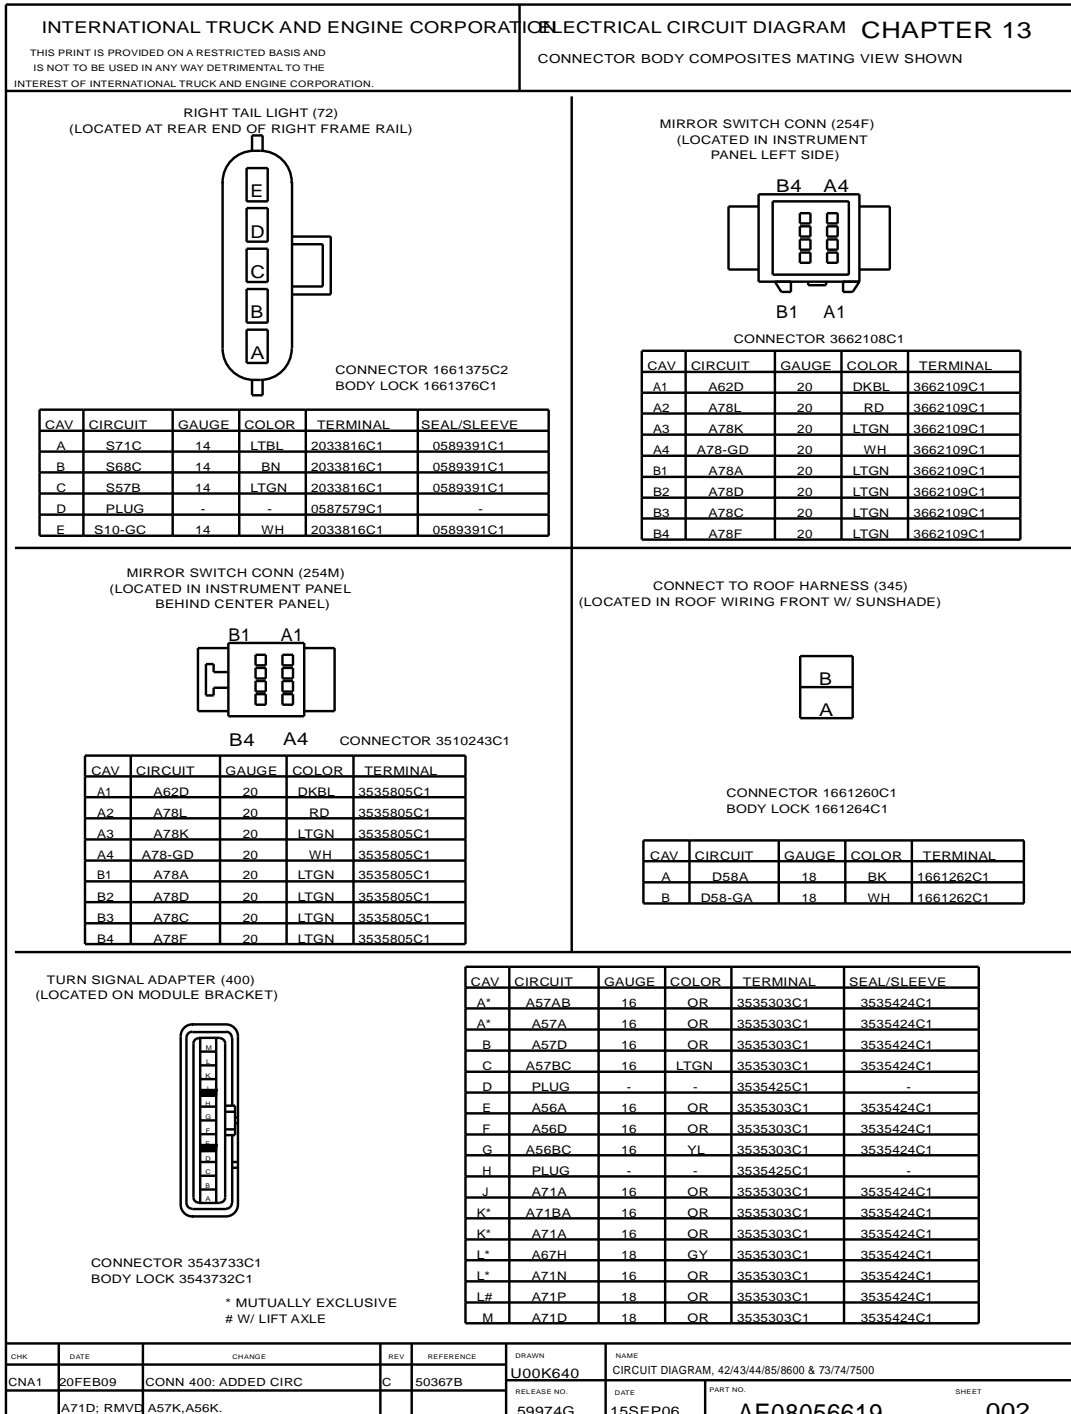 INTERNATIONAL TRUCK AND ENGINE CORPORATION
THIS PRINT IS PROVIDED ON A RESTRICTED BASIS AND
IS NOT TO BE USED IN ANY WAY DETRIMENTAL TO THE
INTEREST OF INTERNATIONAL TRUCK AND ENGINE CORPORATION.
ELECTRICAL CIRCUIT DIAGRAM CHAPTER 13
CONNECTOR BODY COMPOSITES MATING VIEW SHOWN
RIGHT TAIL LIGHT (72)
(LOCATED AT REAR END OF RIGHT FRAME RAIL)
E
D
C
B
A
CONNECTOR 1661375C2
BODY LOCK 1661376C1
CAV CIRCUIT GAUGE COLOR TERMINAL SEAL/SLEEVE
A S71C 14 LTBL 2033816C1 0589391C1
B S68C 14 BN 2033816C1 0589391C1
C S57B 14 LTGN 2033816C1 0589391C1
D PLUG - - 0587579C1 -
E S10-GC 14 WH 2033816C1 0589391C1
MIRROR SWITCH CONN (254F)
(LOCATED IN INSTRUMENT
PANEL LEFT SIDE)
B4 A4
B1 A1
CONNECTOR 3662108C1
CAV CIRCUIT GAUGE COLOR TERMINAL
A1 A62D 20 DKBL 3662109C1
A2 A78L 20 RD 3662109C1
A3 A78K 20 LTGN 3662109C1
A4 A78-GD 20 WH 3662109C1
B1 A78A 20 LTGN 3662109C1
B2 A78D 20 LTGN 3662109C1
B3 A78C 20 LTGN 3662109C1
B4 A78F 20 LTGN 3662109C1
MIRROR SWITCH CONN (254M)
(LOCATED IN INSTRUMENT PANEL
BEHIND CENTER PANEL)
B1 A1
B4 A4
CONNECTOR 3510243C1
CAV CIRCUIT GAUGE COLOR TERMINAL
A1 A62D 20 DKBL 3535805C1
A2 A78L 20 RD 3535805C1
A3 A78K 20 LTGN 3535805C1
A4 A78-GD 20 WH 3535805C1
B1 A78A 20 LTGN 3535805C1
B2 A78D 20 LTGN 3535805C1
B3 A78C 20 LTGN 3535805C1
B4 A78F 20 LTGN 3535805C1
CONNECT TO ROOF HARNESS (345)
(LOCATED IN ROOF WIRING FRONT W/ SUNSHADE)
B
A
CONNECTOR 1661260C1
BODY LOCK 1661264C1
CAV CIRCUIT GAUGE COLOR TERMINAL
A D58A 18 BK 1661262C1
B D58-GA 18 WH 1661262C1
TURN SIGNAL ADAPTER (400)
(LOCATED ON MODULE BRACKET)
M
L
K
H
G
F
D
C
B
A
CONNECTOR 3543733C1
BODY LOCK 3543732C1
* MUTUALLY EXCLUSIVE
# W/ LIFT AXLE
CAV CIRCUIT GAUGE COLOR TERMINAL SEAL/SLEEVE
A* A57AB 16 OR 3535303C1 3535424C1
A* A57A 16 OR 3535303C1 3535424C1
B A57D 16 OR 3535303C1 3535424C1
C A57BC 16 LTGN 3535303C1 3535424C1
D PLUG - - 3535425C1 -
E A56A 16 OR 3535303C1 3535424C1
F A56D 16 OR 3535303C1 3535424C1
G A56BC 16 YL 3535303C1 3535424C1
H PLUG - - 3535425C1 -
J A71A 16 OR 3535303C1 3535424C1
K* A71BA 16 OR 3535303C1 3535424C1
K* A71A 16 OR 3535303C1 3535424C1
L* A67H 18 GY 3535303C1 3535424C1
L* A71N 16 OR 3535303C1 3535424C1
L# A71P 18 OR 3535303C1 3535424C1
M A71D 18 OR 3535303C1 3535424C1
CHK DATE CHANGE REV REFERENCE
CNA1 20FEB09 CONN 400: ADDED CIRC C 50367B
A71D; RMVD A57K,A56K.
DRAWN
U00K640
NAME
CIRCUIT DIAGRAM, 42/43/44/85/8600 & 73/74/7500
RELEASE NO. DATE PART NO. SHEET
59974G 15SEP06 AE08056619 002